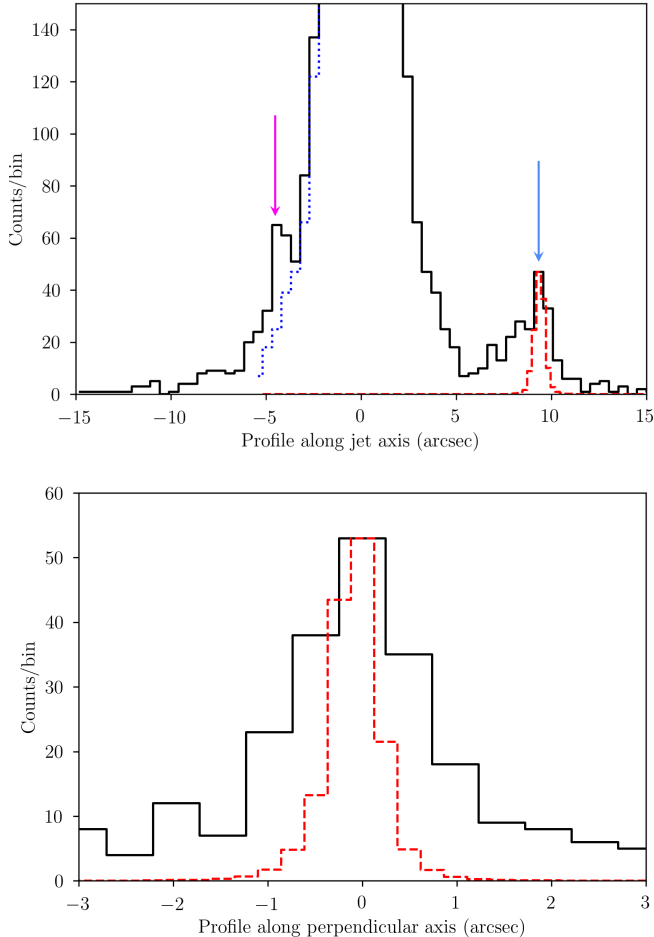 140
120
100
80
60
40
20
0
Counts/bin
−15 −10 −5 0 5 10 15
Profile along jet axis (arcsec)
60
50
40
30
20
10
0
Counts/bin
−3 −2 −1 0 1 2 3
Profile along perpendicular axis (arcsec)